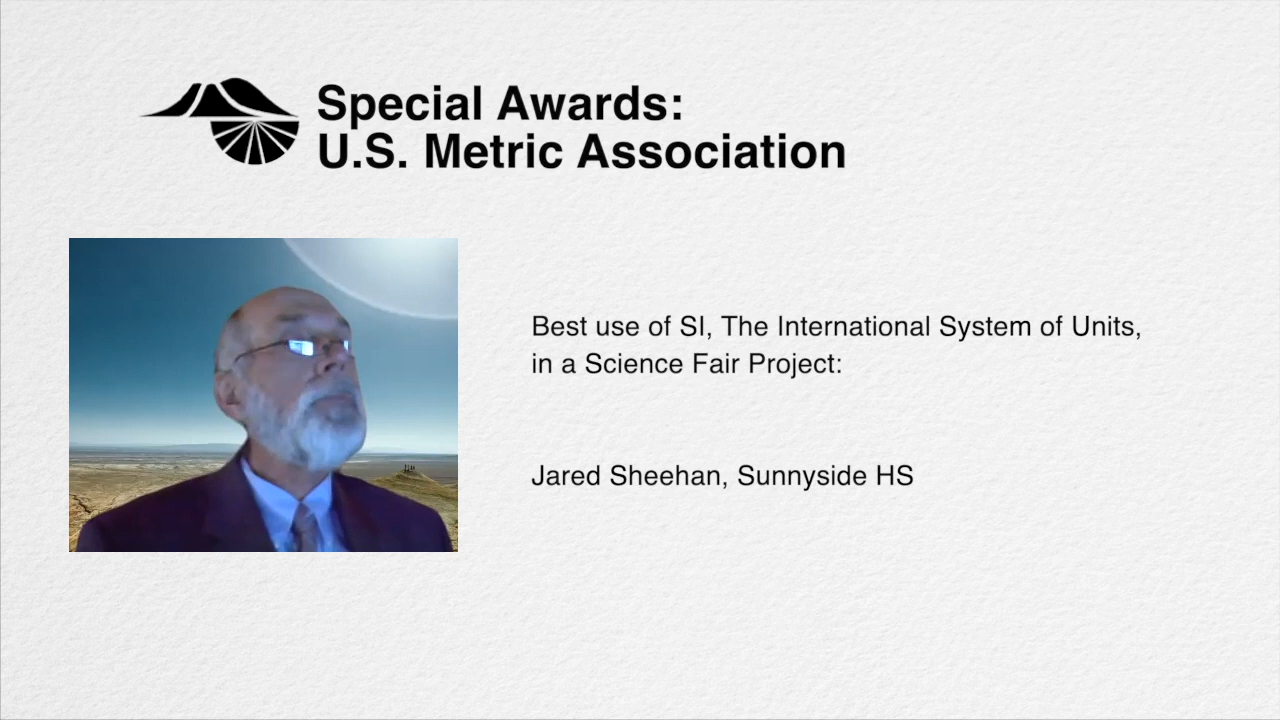 Special Awards:
U.S. Metric Association
Best use of SI, The International System of Units,
in a Science Fair Project:
Jared Sheehan, Sunnyside HS